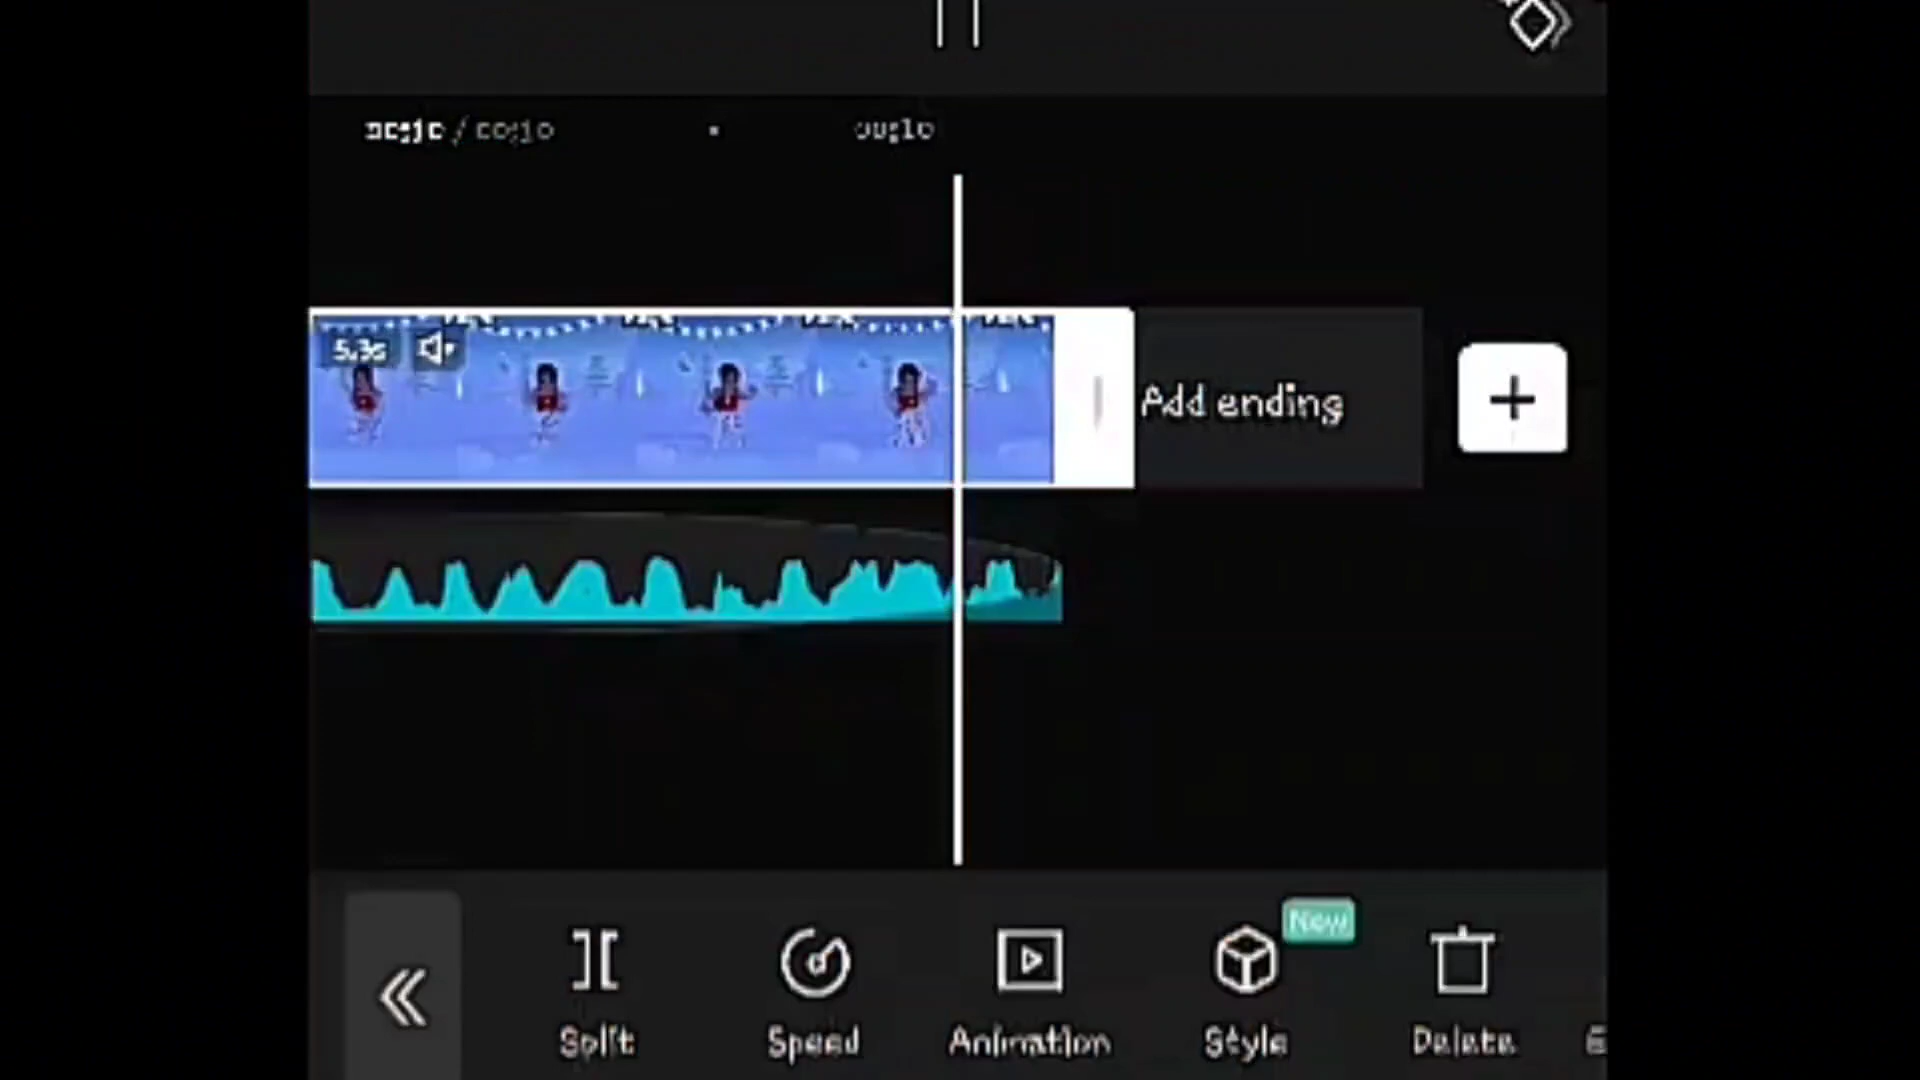 5.3s
Add ending
New
Split
Speed
Animation
Style
Delete